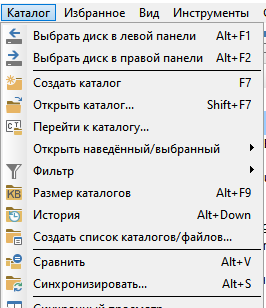 Каталог Избранное Вид Инструменты
Выбрать диск в левой панели Alt+F1
Выбрать диск в правой панели Alt+F2
Создать каталог F7
Открыть каталог... Shift+F7
Перейти к каталогу...
Открыть наведённый/выбранный
Фильтр
Размер каталогов Alt+F9
История Alt+Down
Создать список каталогов/файлов...
Сравнить Alt+V
Синхронизировать... Alt+S